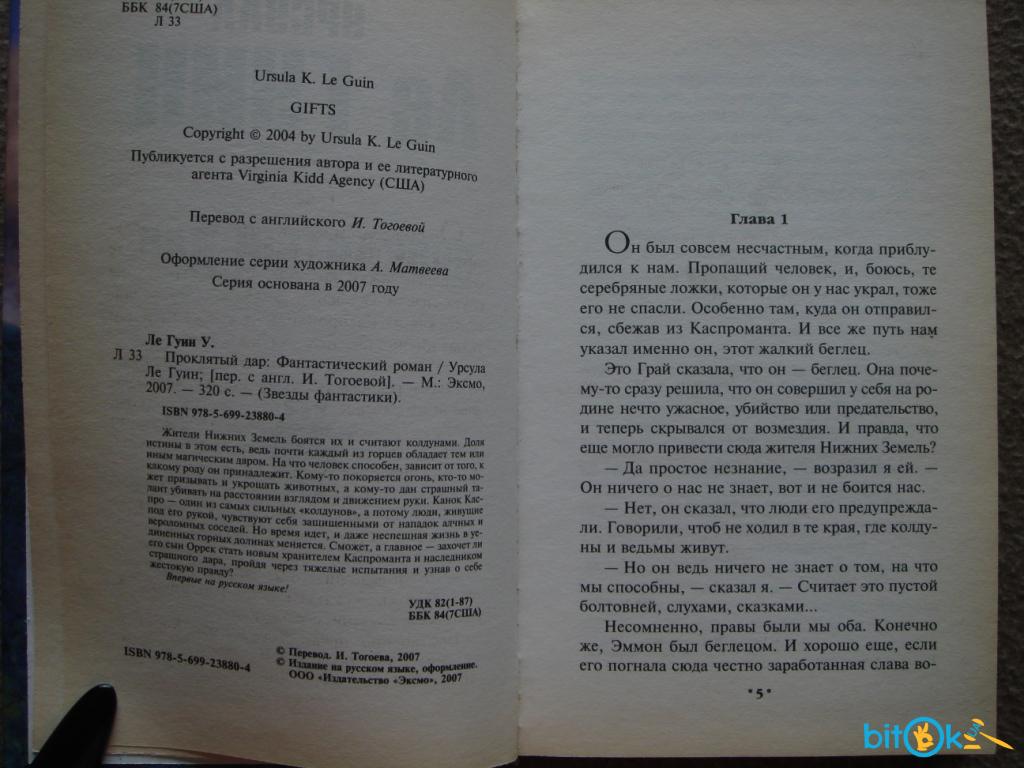 ББК 84(7США)
Л 33
Ursula K. Le Guin
GIFTS
Copyright © 2004 by Ursula K. Le Guin
Публикуется с разрешения автора и ее литературного
агента Virginia Kidd Agency (США)
Перевод с английского И. Тогоевой
Оформление серии художника А. Матвеева
Серия основана в 2007 году
Ле Гуин У.
Л 33 Проклятый дар: Фантастический роман / Урсула
Ле Гуин; [пер. с англ. И. Тогоевой]. — М.: Эксмо,
2007. — 320 с. — (Звезды фантастики).
ISBN 978-5-699-23880-4
Жители Нижних Земель боятся их и считают колдунами. Доля
истины в этом есть, ведь почти каждый из горцев обладает тем или
иным магическим даром. На что человек способен, зависит от того, к
какому роду он принадлежит. Кому-то покоряется огонь, кто-то мо-
жет призывать и укрощать животных, а кому-то дан страшный та-
лант убивать на расстоянии взглядом и движением руки. Канок Кас-
про — один из самых сильных «колдунов», а потому люди, живущие
под его рукой, чувствуют себя защищенными от нападок алчных и
вероломных соседей. Но время идет, и даже неспешная жизнь в уе-
диненных горных долинах меняется. Сможет, а главное — захочет ли
его сын Оррек стать новым хранителем Каспроманта и наследником
страшного дара, пройдя через тяжелые испытания и узнав о себе
жестокую правду?
Впервые на русском языке!
УДК 82(1-87)
ББК 84(7США)
© Перевод. И. Тогоева, 2007
ISBN 978-5-699-23880-4
© Издание на русском языке, оформление.
ООО «Издательство «Эксмо», 2007
Глава 1
Он был совсем несчастным, когда приблу-
дился к нам. Пропащий человек, и, боюсь, те
серебряные ложки, которые он у нас украл, тоже
его не спасли. Особенно там, куда он отправил-
ся, сбежав из Каспроманта. И все же путь нам
указал именно он, этот жалкий беглец.
Это Грай сказала, что он — беглец. Она поче-
му-то сразу решила, что он совершил у себя на ро-
дине нечто ужасное, убийство или предательство,
и теперь скрывался от возмездия. И правда, что
еще могло привести сюда жителя Нижних Земель?
— Да простое незнание, — возразил я ей. —
Он ничего о нас не знает, вот и не боится нас.
— Нет, он сказал, что люди его предупрежда-
ли. Говорили, чтоб не ходил в те края, где колду-
ны и ведьмы живут.
— Но он ведь ничего не знает о том, на что
мы способны, — сказал я. — Считает это пустой
болтовней, слухами, сказками...
Несомненно, правы были мы оба. Конечно
же, Эммон был беглецом. И хорошо еще, если
его погнала сюда честно заработанная слава во-
•5•
bitOk
UA